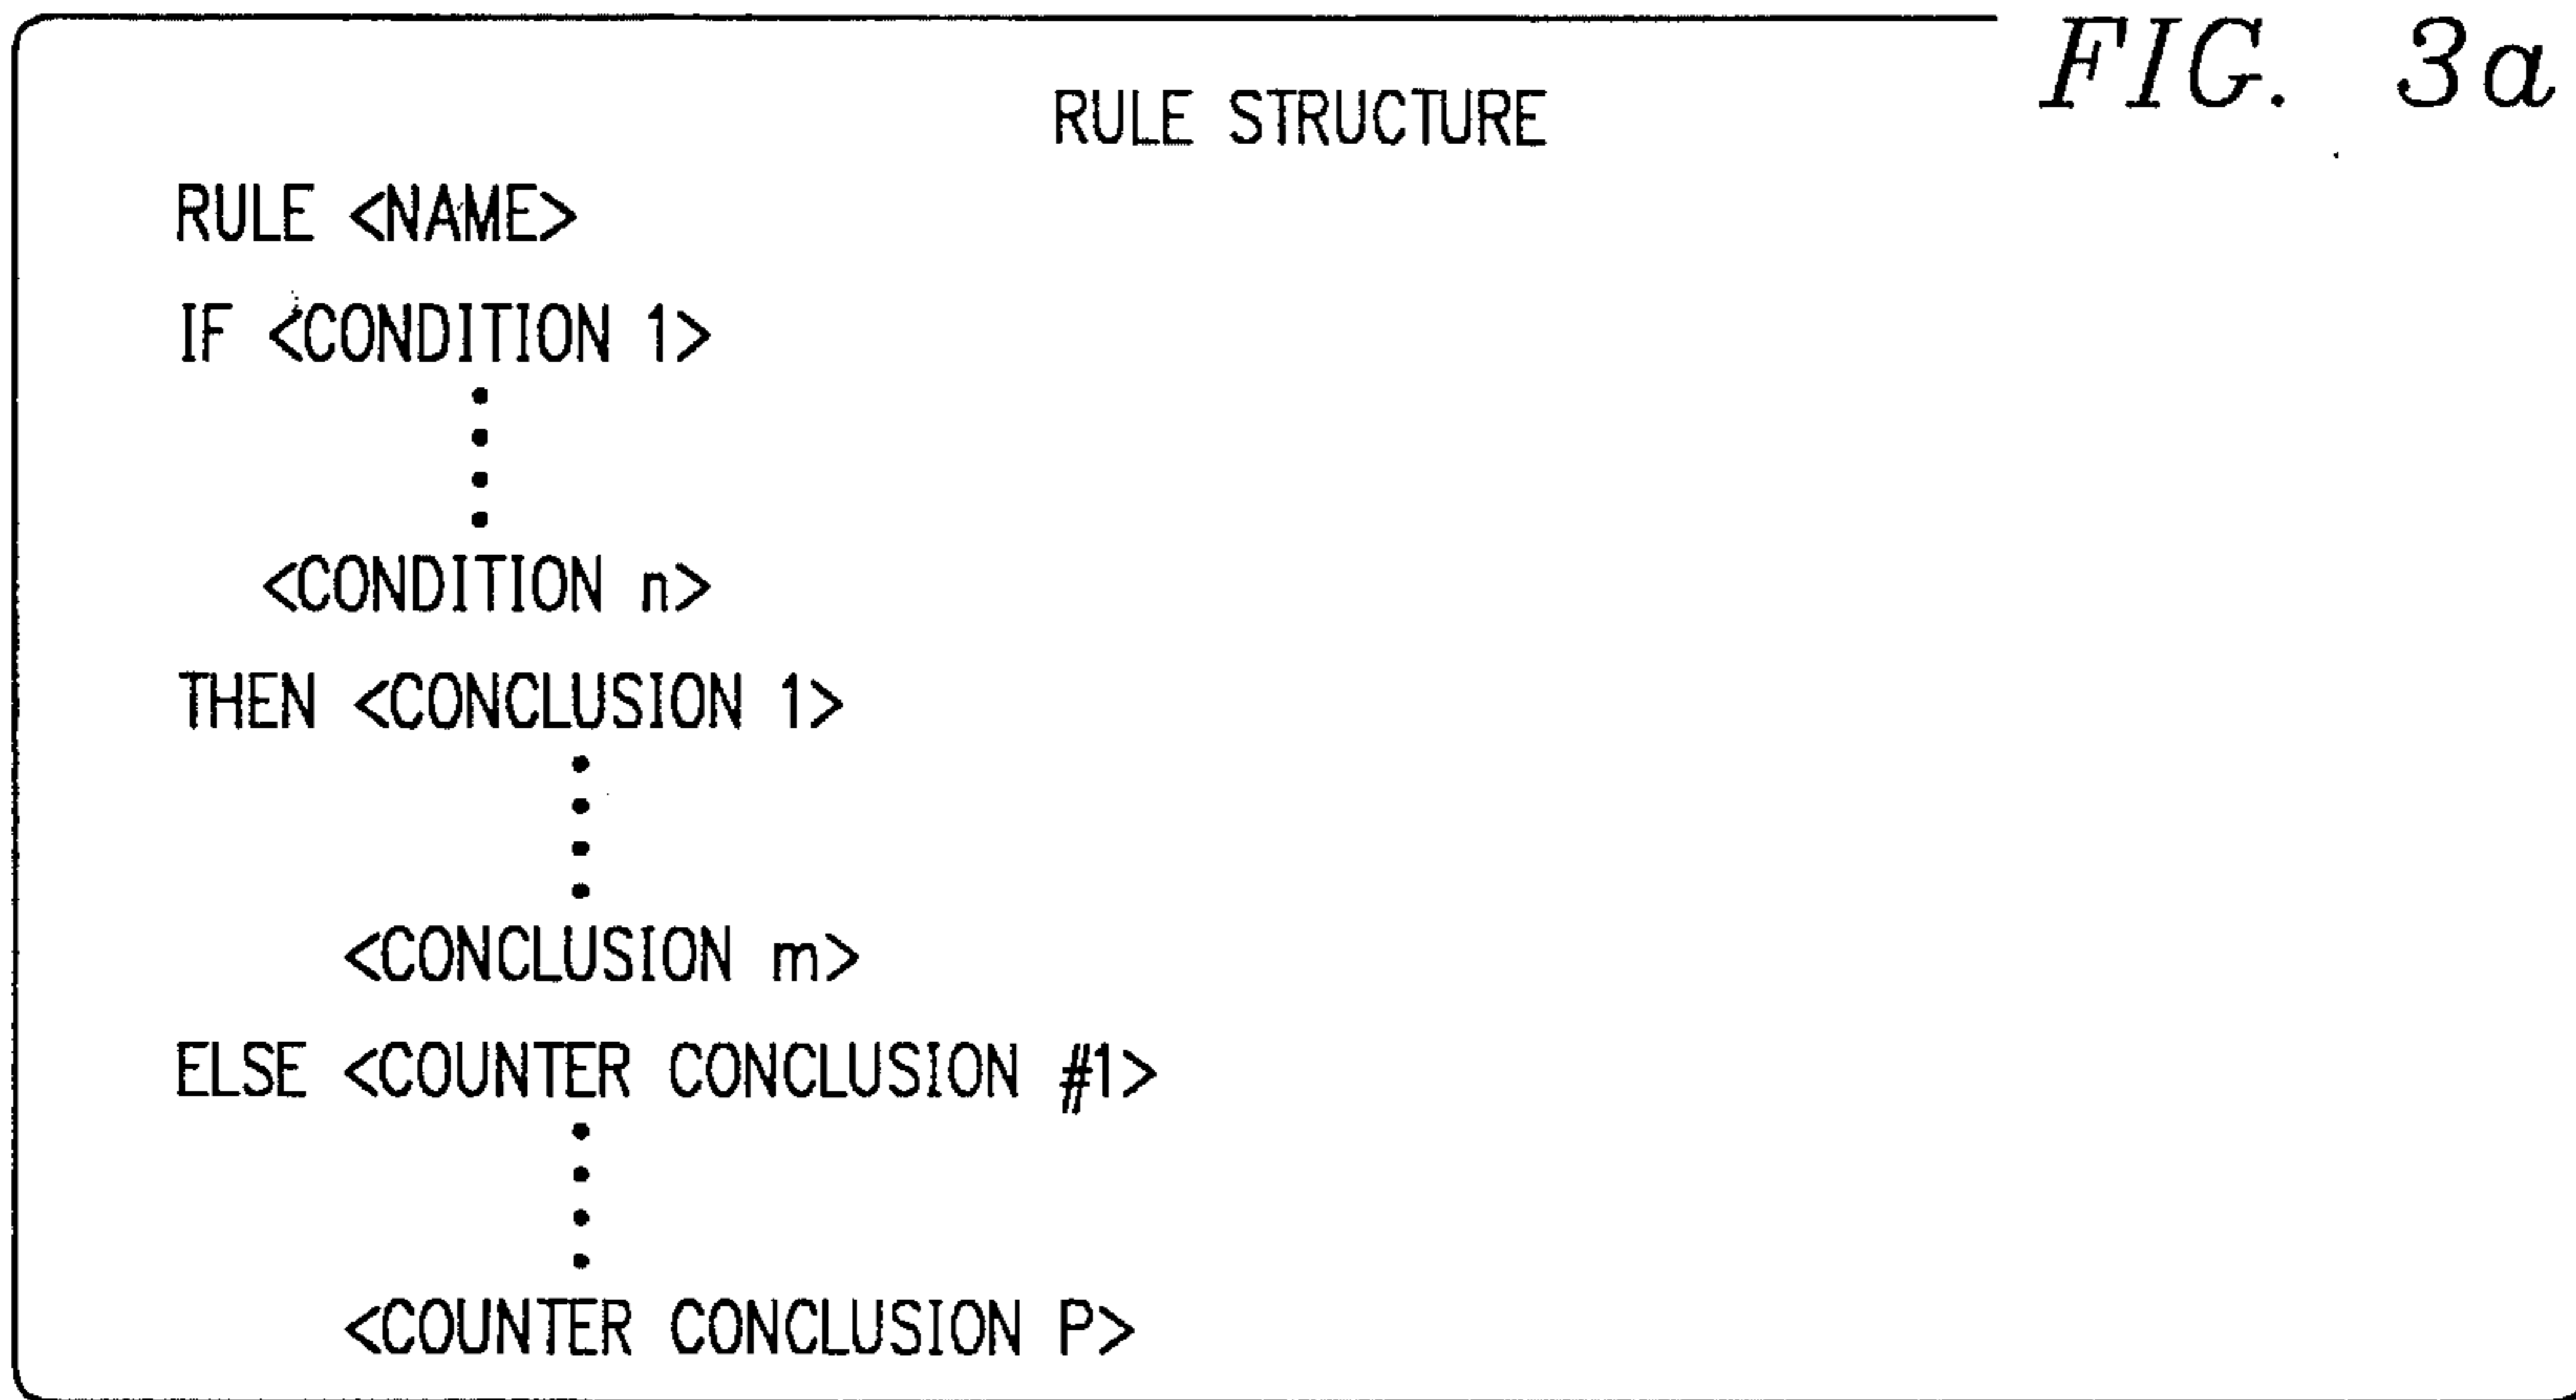 FIG. 3a
RULE STRUCTURE
RULE <NAME>
IF <CONDITION 1>
<CONDITION n>
THEN <CONCLUSION 1>
<CONCLUSION m>
ELSE <COUNTER CONCLUSION #1>
<COUNTER CONCLUSION P>